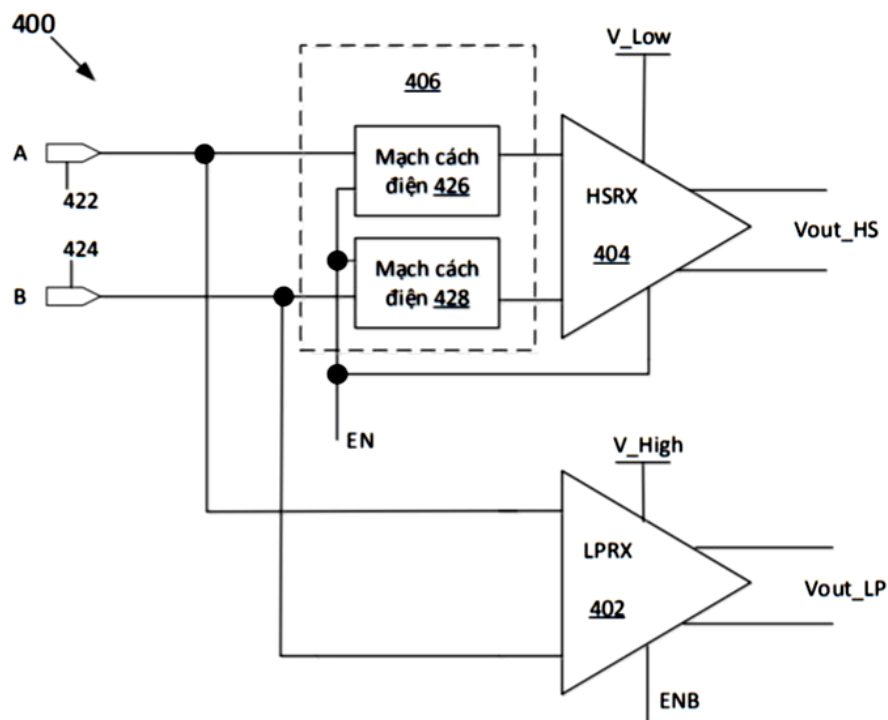 400
V_Low
406
A
Mạch cách
điện 426
422
HSRX
Vout_HS
424
404
Mạch cách
điện 428
B
EN
V_High
LPRX
Vout_LP
402
ENB